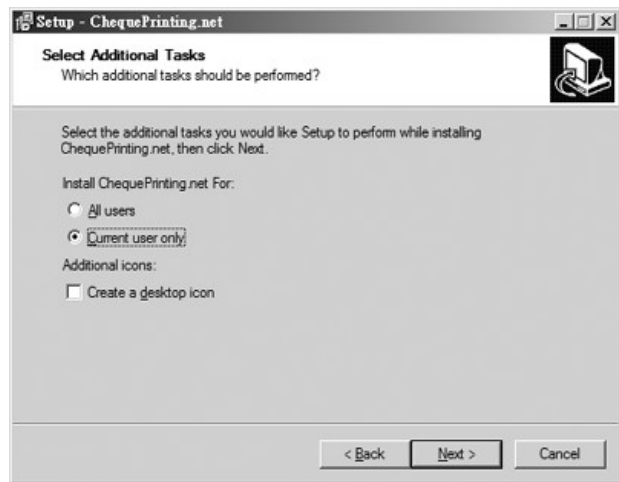 Setup - ChequePrinting.net
Select Additional Tasks
Which additional tasks should be performed?
Select the additional tasks you would like Setup to perform while installing
ChequePrinting.net, then click Next.
Install ChequePrinting.net For:
All users
Current user only
Additional icons:
Create a desktop icon
< Back
Next >
Cancel